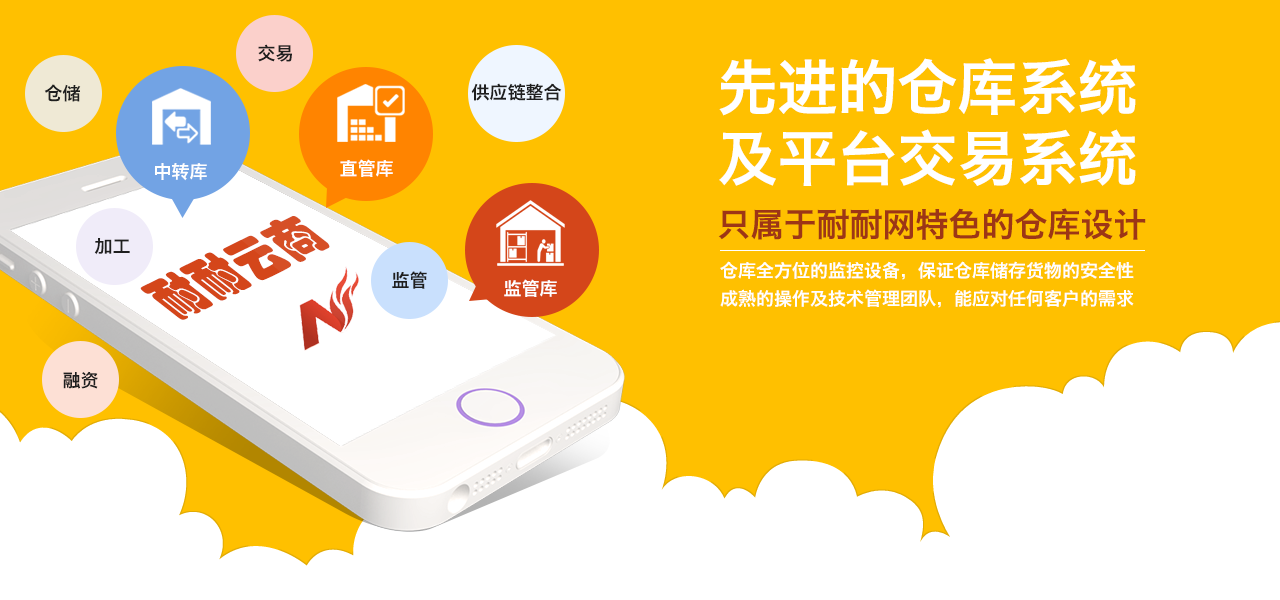 交易
仓储
供应链整合
中转库
直管库
加工
监管
监管库
耐耐云商
融资
先进的仓库系统
及平台交易系统
只属于耐耐网特色的仓库设计
仓库全方位的监控设备，保证仓库储存货物的安全性
成熟的操作及技术管理团队，能应对任何客户的需求